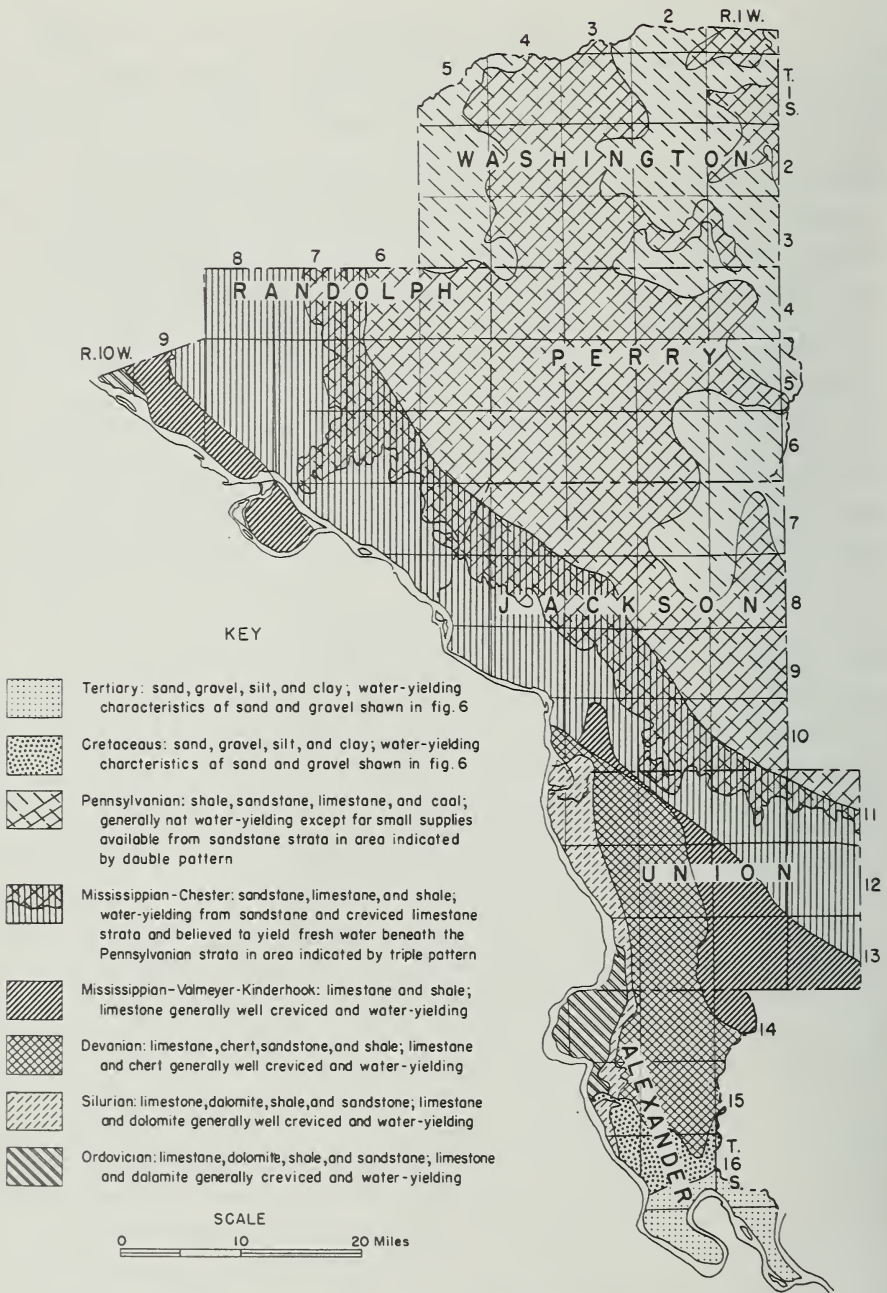 2
R.I W.
3
4
5
T.
I
S.
WASHINGTON
2
3
8
7
6
RANDOLPH
4
9
R.IO W.
PERRY
5
6
7
JACKSON
8
KEY
9
Tertiary: sand, gravel, silt, and clay; water-yielding
characteristics of sand and gravel shown in fig. 6
10
Cretaceous: sand, gravel, silt, and clay; water-yielding
charcteristics of sand and gravel shown in fig. 6
Pennsylvanian: shale, sandstone, limestone, and coal;
generally not water-yielding except for small supplies
available from sandstone strata in area indicated
by double pattern
11
UNION
12
Mississippian-Chester: sandstone, limestone, and shale;
water-yielding from sandstone and creviced limestone
strata and believed to yield fresh water beneath the
Pennsylvanian strata in area indicated by triple pattern
13
Mississippian-Valmeyer-Kinderhook: limestone and shale;
limestone generally well creviced and water-yielding
14
Devonian: limestone, chert, sandstone, and shale; limestone
and chert generally well creviced and water-yielding
ALEXANDER
15
Silurian: limestone, dolomite, shale, and sandstone; limestone
and dolomite generally well creviced and water-yielding
T.
16
S.
Ordovician: limestone, dolomite, shale, and sandstone; limestone
and dolomite generally creviced and water-yielding
SCALE
0 10 20 Miles